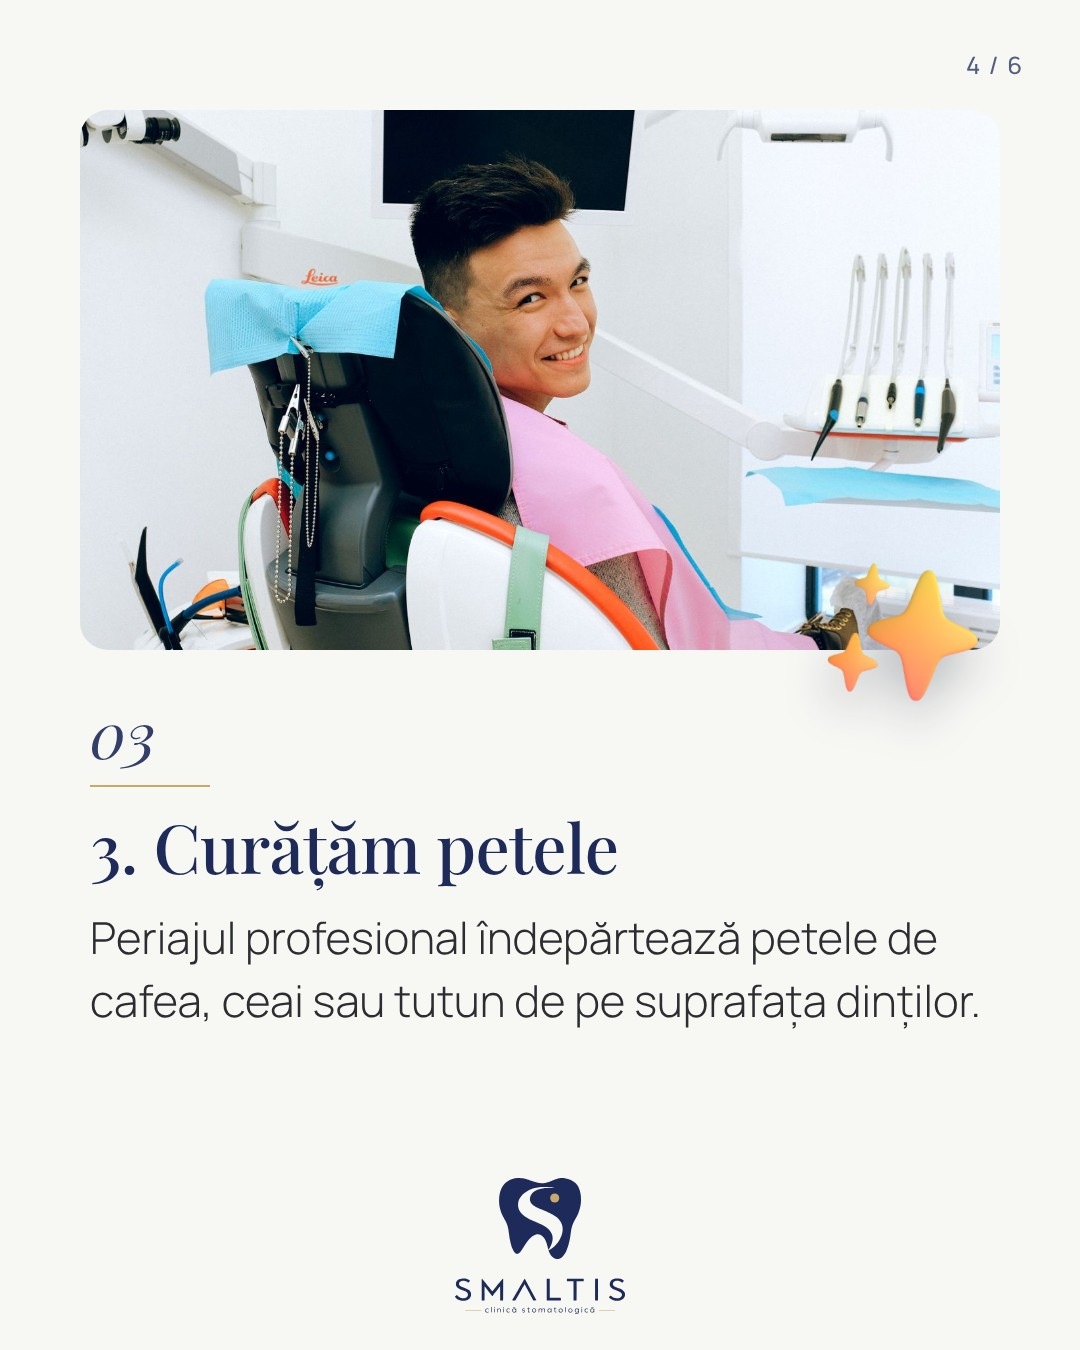 4 / 6
Leica
03
3. Curățăm petele
Periajul profesional îndepărtează petele de
cafea, ceai sau tutun de pe suprafața dinților.
SMALTIS
clinică stomatologică